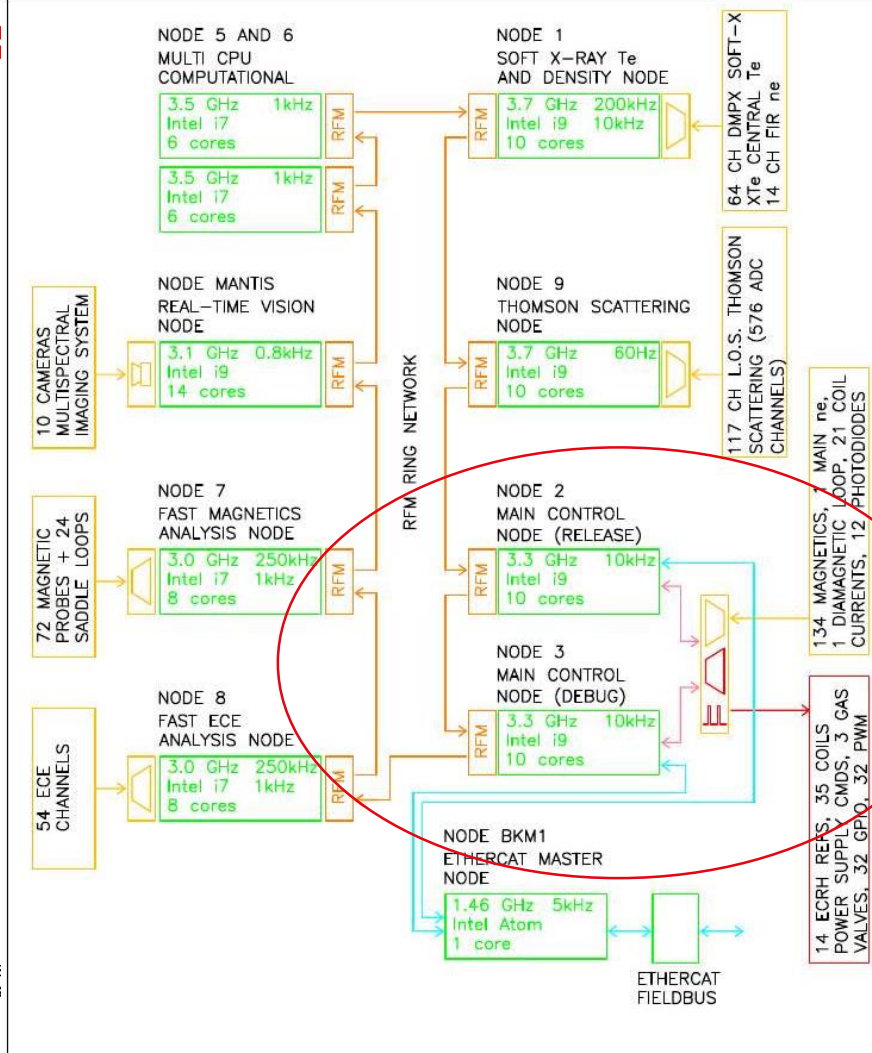 NODE 5 AND 6
MULTI CPU
COMPUTATIONAL
3.5 GHz 1kHz
Intel i7
6 cores
RFM
3.5 GHz 1kHz
Intel i7
6 cores
RFM
NODE 1
SOFT X-RAY Te
AND DENSITY NODE
3.7 GHz 200kHz
Intel i9 10kHz
10 cores
RFM
64 CH DMPX SOFT-X
XTe CENTRAL Te
14 CH FIR ne
10 CAMERAS
MULTISPECTRAL
IMAGING SYSTEM
NODE MANTIS
REAL-TIME VISION
NODE
3.1 GHz 0.8kHz
Intel i9
14 cores
RFM
RFM RING NETWORK
NODE 9
THOMSON SCATTERING
NODE
3.7 GHz 60Hz
Intel i9
10 cores
RFM
117 CH L.O.S. THOMSON
SCATTERING (576 ADC
CHANNELS)
72 MAGNETIC
PROBES + 24
SADDLE LOOPS
NODE 7
FAST MAGNETICS
ANALYSIS NODE
3.0 GHz 250kHz
Intel i7 1kHz
8 cores
RFM
NODE 2
MAIN CONTROL
NODE (RELEASE)
3.3 GHz 10kHz
Intel i9
10 cores
RFM
134 MAGNETICS, 1 MAIN ne,
1 DIAMAGNETIC LOOP, 21 COIL
CURRENTS, 12 PHOTODIODES
NODE 3
MAIN CONTROL
NODE (DEBUG)
3.3 GHz 10kHz
Intel i9
10 cores
RFM
54 ECE
CHANNELS
NODE 8
FAST ECE
ANALYSIS NODE
3.0 GHz 250kHz
Intel i7 1kHz
8 cores
RFM
14 ECRH REFS, 35 COILS
POWER SUPPLY CMDS, 3 GAS
VALVES, 32 GPIO, 32 PWM
NODE BKM1
ETHERCAT MASTER
NODE
1.46 GHz 5kHz
Intel Atom
1 core
ETHERCAT
FIELDBUS